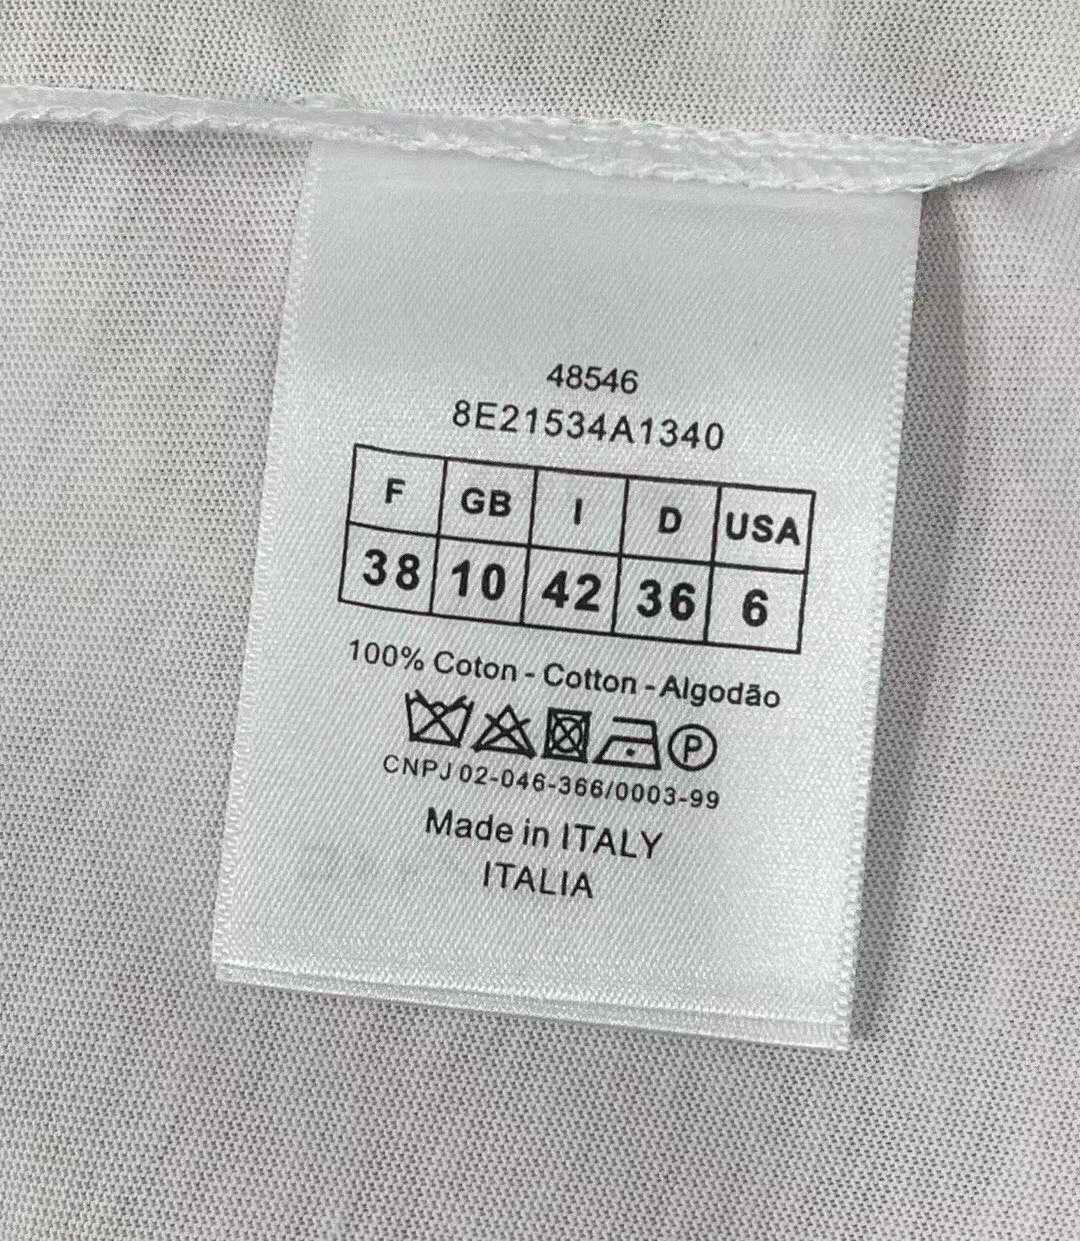 48546
8E21534A1340
F GB I D USA
38 10 42 36 6
100% Coton - Cotton - Algodão
P
CNPJ 02-046-366/0003-99
Made in ITALY
ITALIA